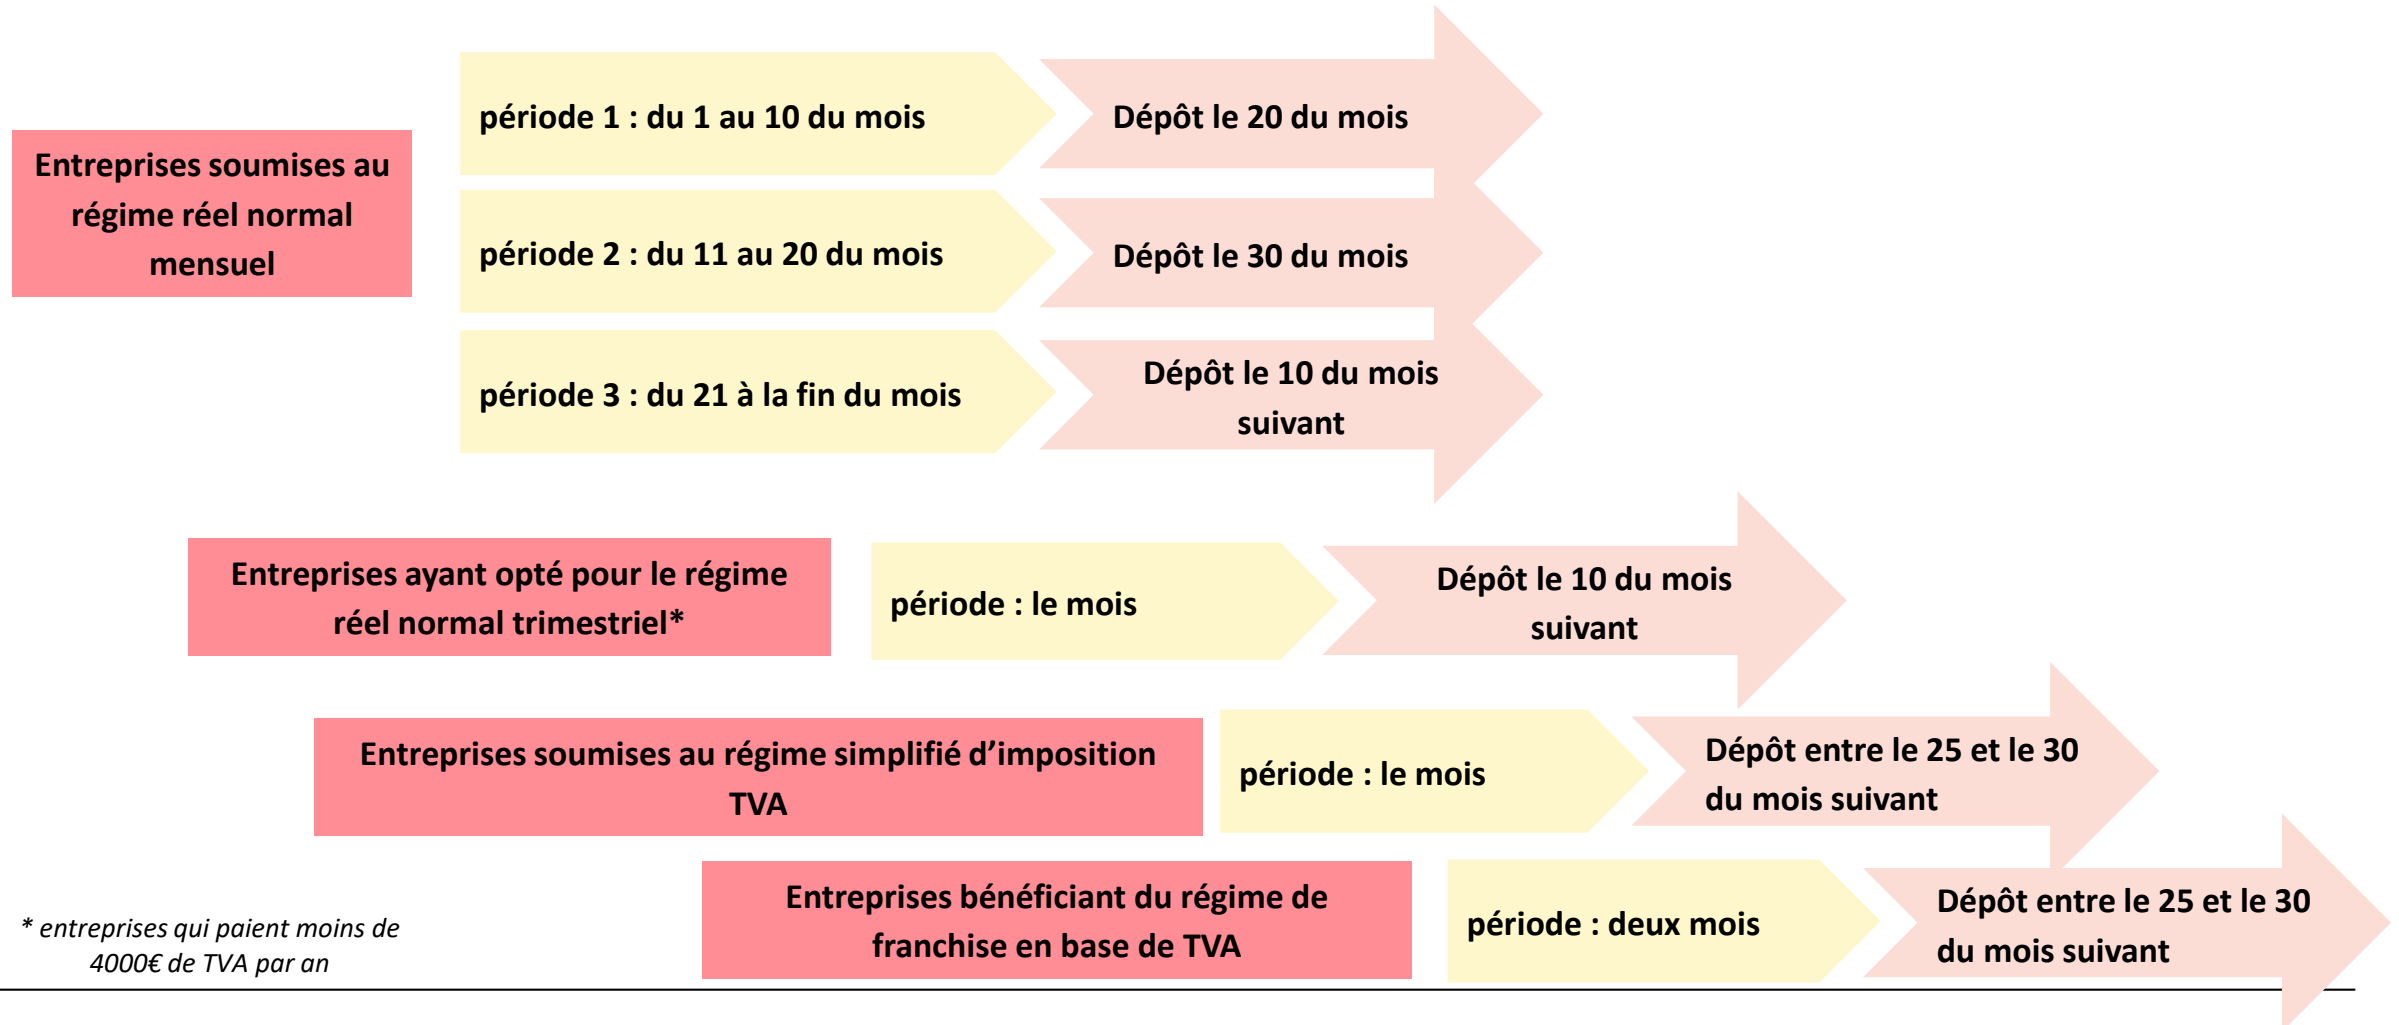 Entreprises soumises au
régime réel normal
mensuel
période 1 : du 1 au 10 du mois
Dépôt le 20 du mois
période 2 : du 11 au 20 du mois
Dépôt le 30 du mois
période 3 : du 21 à la fin du mois
Dépôt le 10 du mois
suivant
Entreprises ayant opté pour le régime
réel normal trimestriel*
période : le mois
Dépôt le 10 du mois
suivant
Entreprises soumises au régime simplifié d’imposition
TVA
période : le mois
Dépôt entre le 25 et le 30
du mois suivant
Entreprises bénéficiant du régime de
franchise en base de TVA
période : deux mois
Dépôt entre le 25 et le 30
du mois suivant
* entreprises qui paient moins de
4000€ de TVA par an